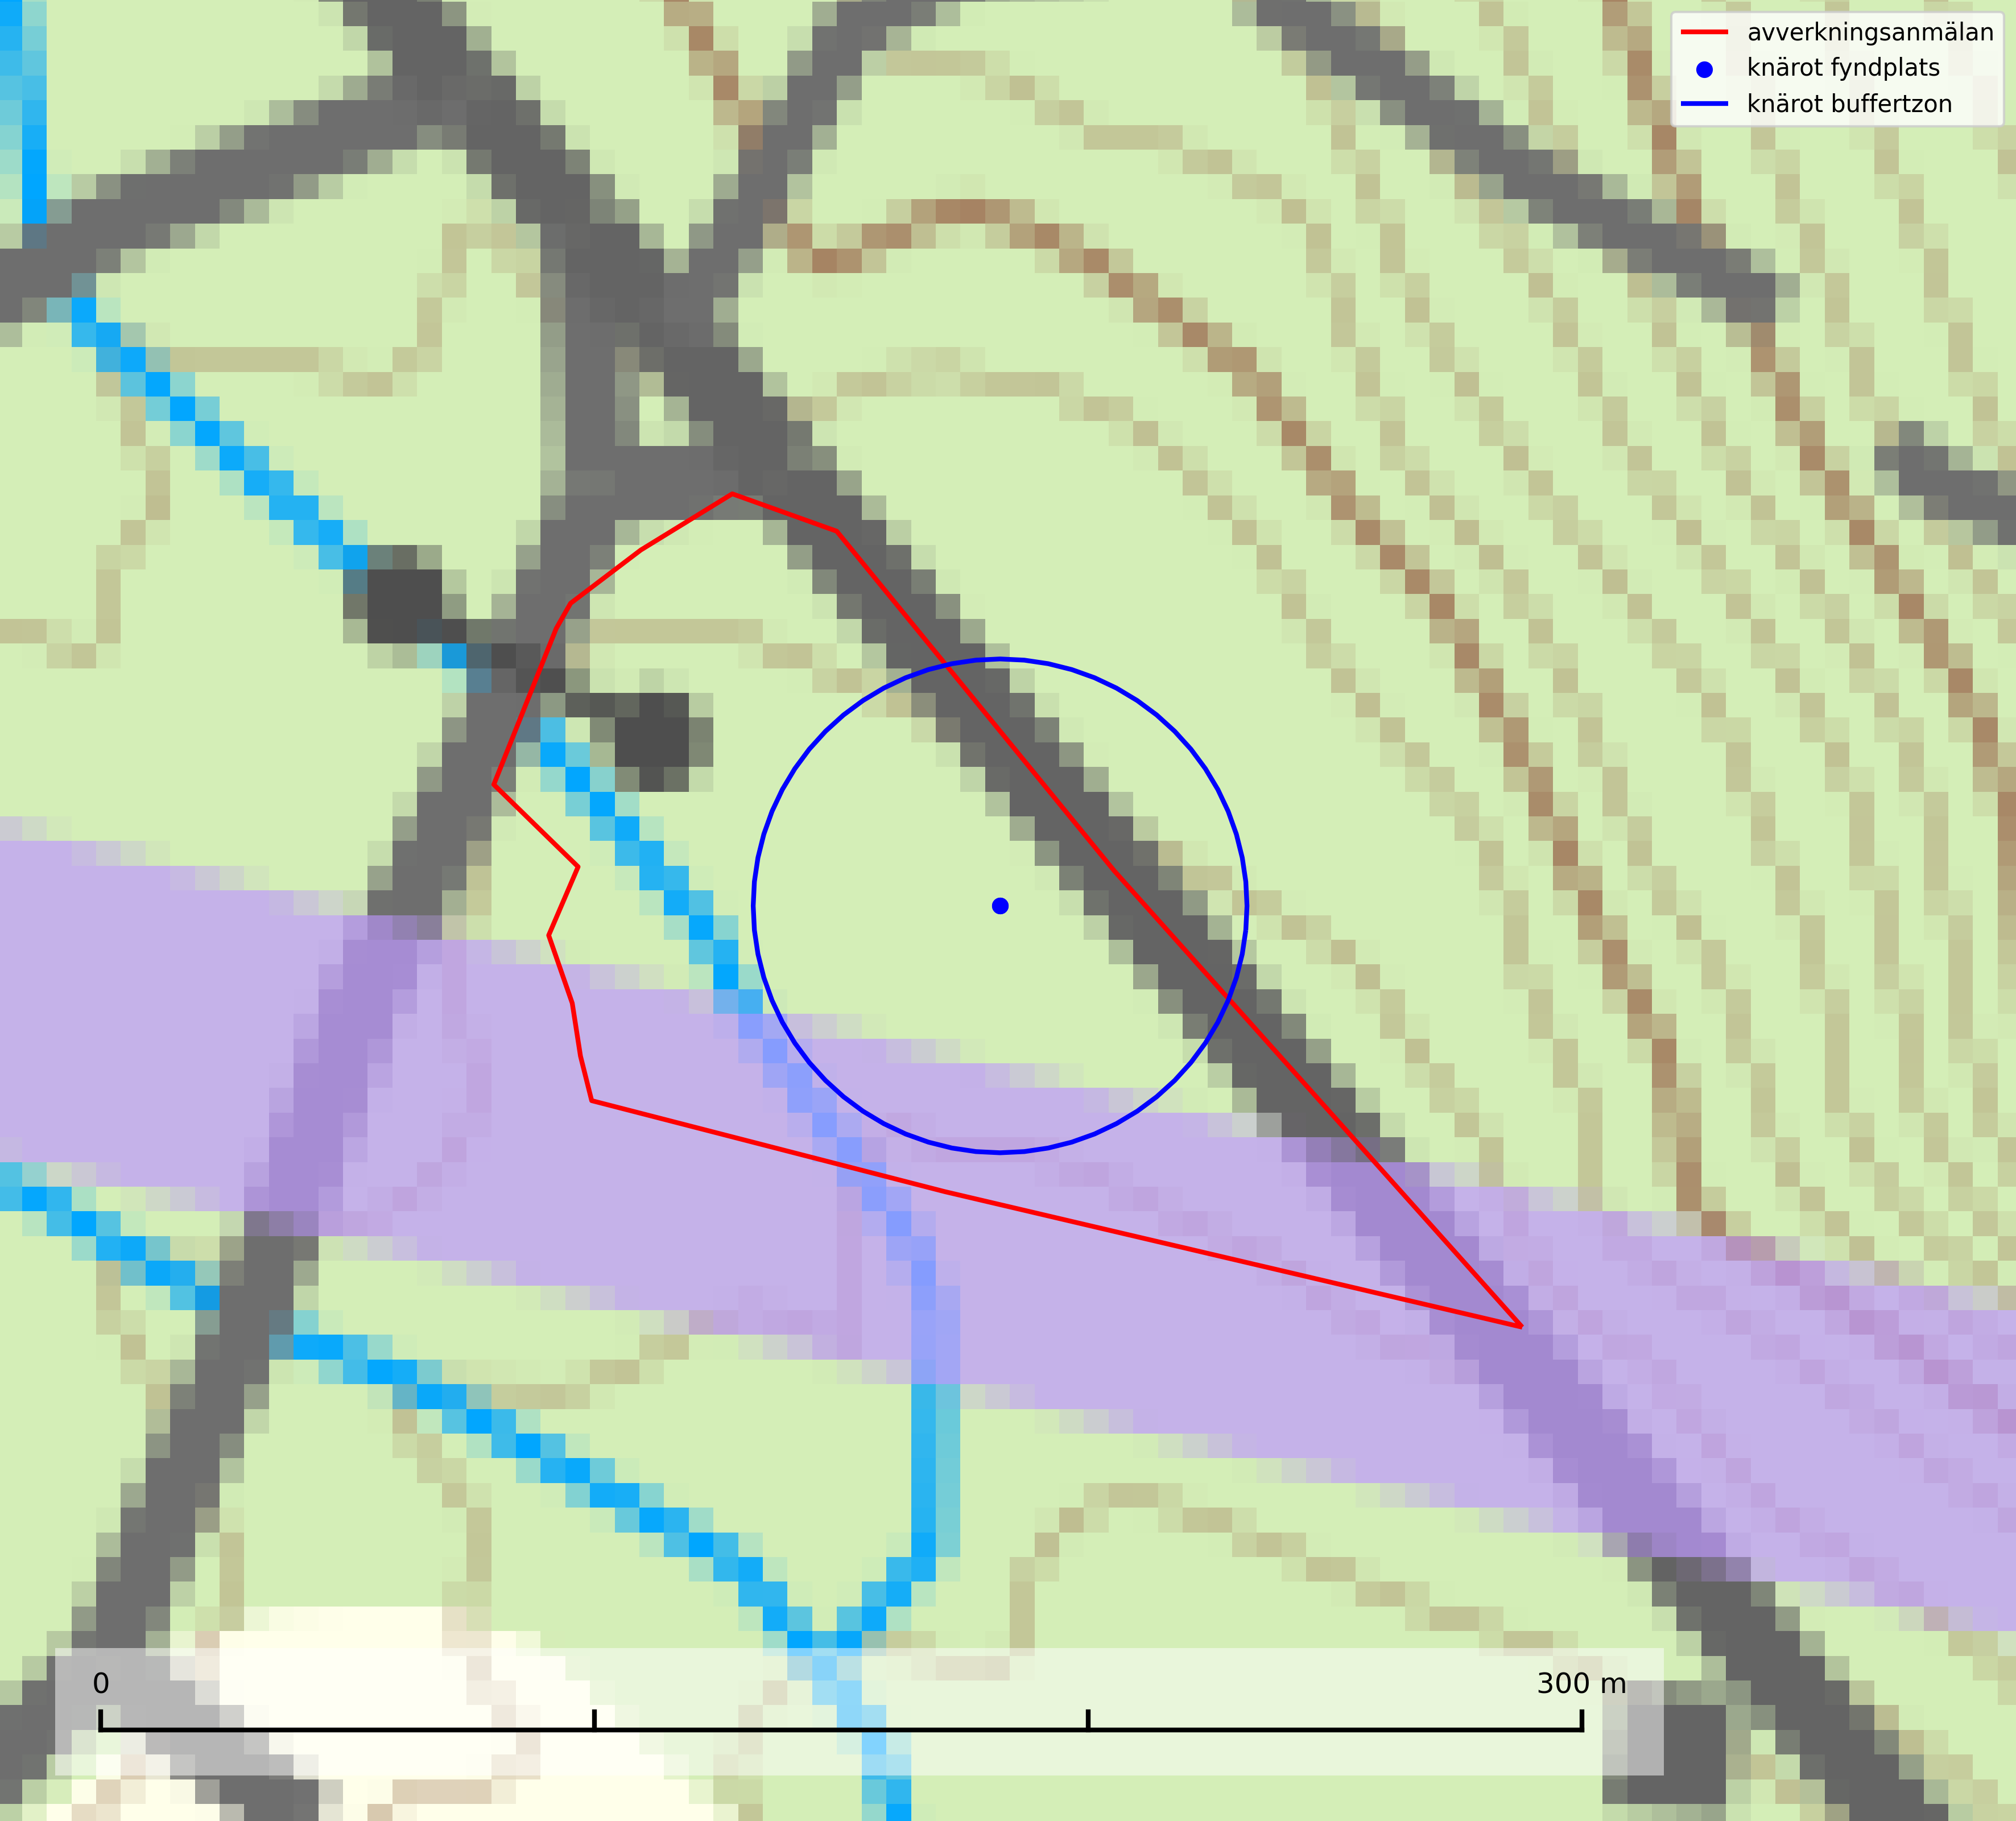 avverkningsanmälan
knärot fyndplats
knärot buffertzon
0 300 m